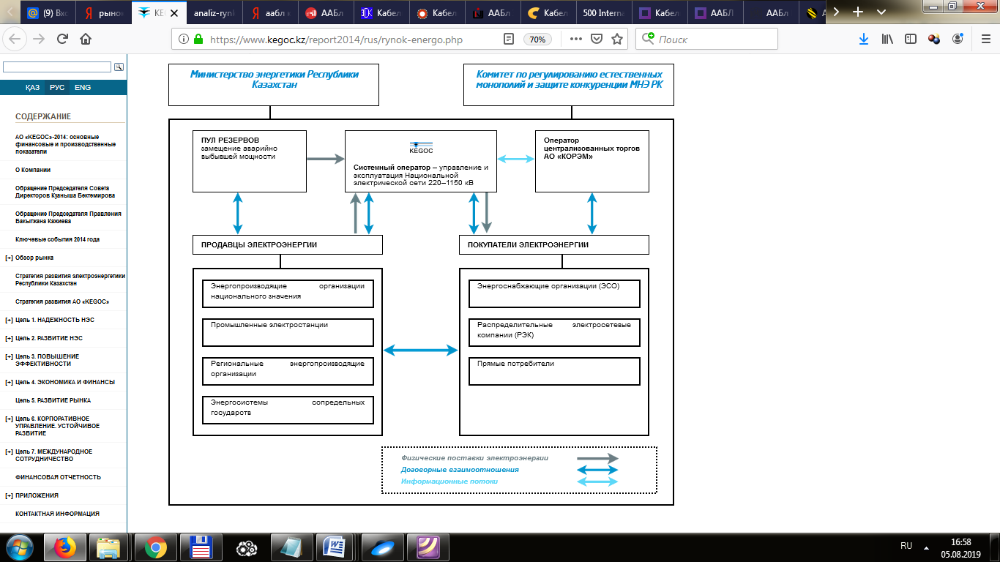 (9) Вхо
рынок
KEG
analiz-rynk
аабл к
ААБл
Кабел
Кабел
ААБл
Кабел
500 Interna
Кабел
ААБЛ
ААБл
https://www.kegoc.kz/report2014/rus/rynok-energo.php
70%
Поиск
ҚАЗ РУС ENG
СОДЕРЖАНИЕ
АО «KEGOC»-2014: основные
финансовые и производственные
показатели
О Компании
Обращение Председателя Совета
Директоров Куаныша Бектемирова
Обращение Председателя Правления
Бакытжана Кажиева
Ключевые события 2014 года
[+] Обзор рынка
Стратегия развития электроэнергетики
Республики Казахстан
Стратегия развития АО «KEGOC»
[+] Цель 1. НАДЕЖНОСТЬ НЭС
[+] Цель 2. РАЗВИТИЕ НЭС
[+] Цель 3. ПОВЫШЕНИЕ
ЭФФЕКТИВНОСТИ
[+] Цель 4. ЭКОНОМИКА И ФИНАНСЫ
Цель 5. РАЗВИТИЕ РЫНКА
[+] Цель 6. КОРПОРАТИВНОЕ
УПРАВЛЕНИЕ. УСТОЙЧИВОЕ
РАЗВИТИЕ
[+] Цель 7. МЕЖДУНАРОДНОЕ
СОТРУДНИЧЕСТВО
ФИНАНСОВАЯ ОТЧЕТНОСТЬ
[+] ПРИЛОЖЕНИЯ
КОНТАКТНАЯ ИНФОРМАЦИЯ
Министерство энергетики Республики
Казахстан
Комитет по регулированию естественных
монополий и защите конкуренции МНЭ РК
ПУЛ РЕЗЕРВОВ
замещение аварийно
выбывшей мощности
KEGOC
Системный оператор – управление и
эксплуатация Национальной
электрической сети 220–1150 кВ
Оператор
централизованных торгов
АО «КОРЭМ»
ПРОДАВЦЫ ЭЛЕКТРОЭНЕРГИИ
ПОКУПАТЕЛИ ЭЛЕКТРОЭНЕРГИИ
Энергопроизводящие организации
национального значения
Промышленные электростанции
Региональные энергопроизводящие
организации
Энергосистемы сопредельных
государств
Энергоснабжающие организации (ЭСО)
Распределительные электросетевые
компании (РЭК)
Прямые потребители
Физические поставки электроэнергии
Договорные взаимоотношения
Информационные потоки
RU
16:58
05.08.2019